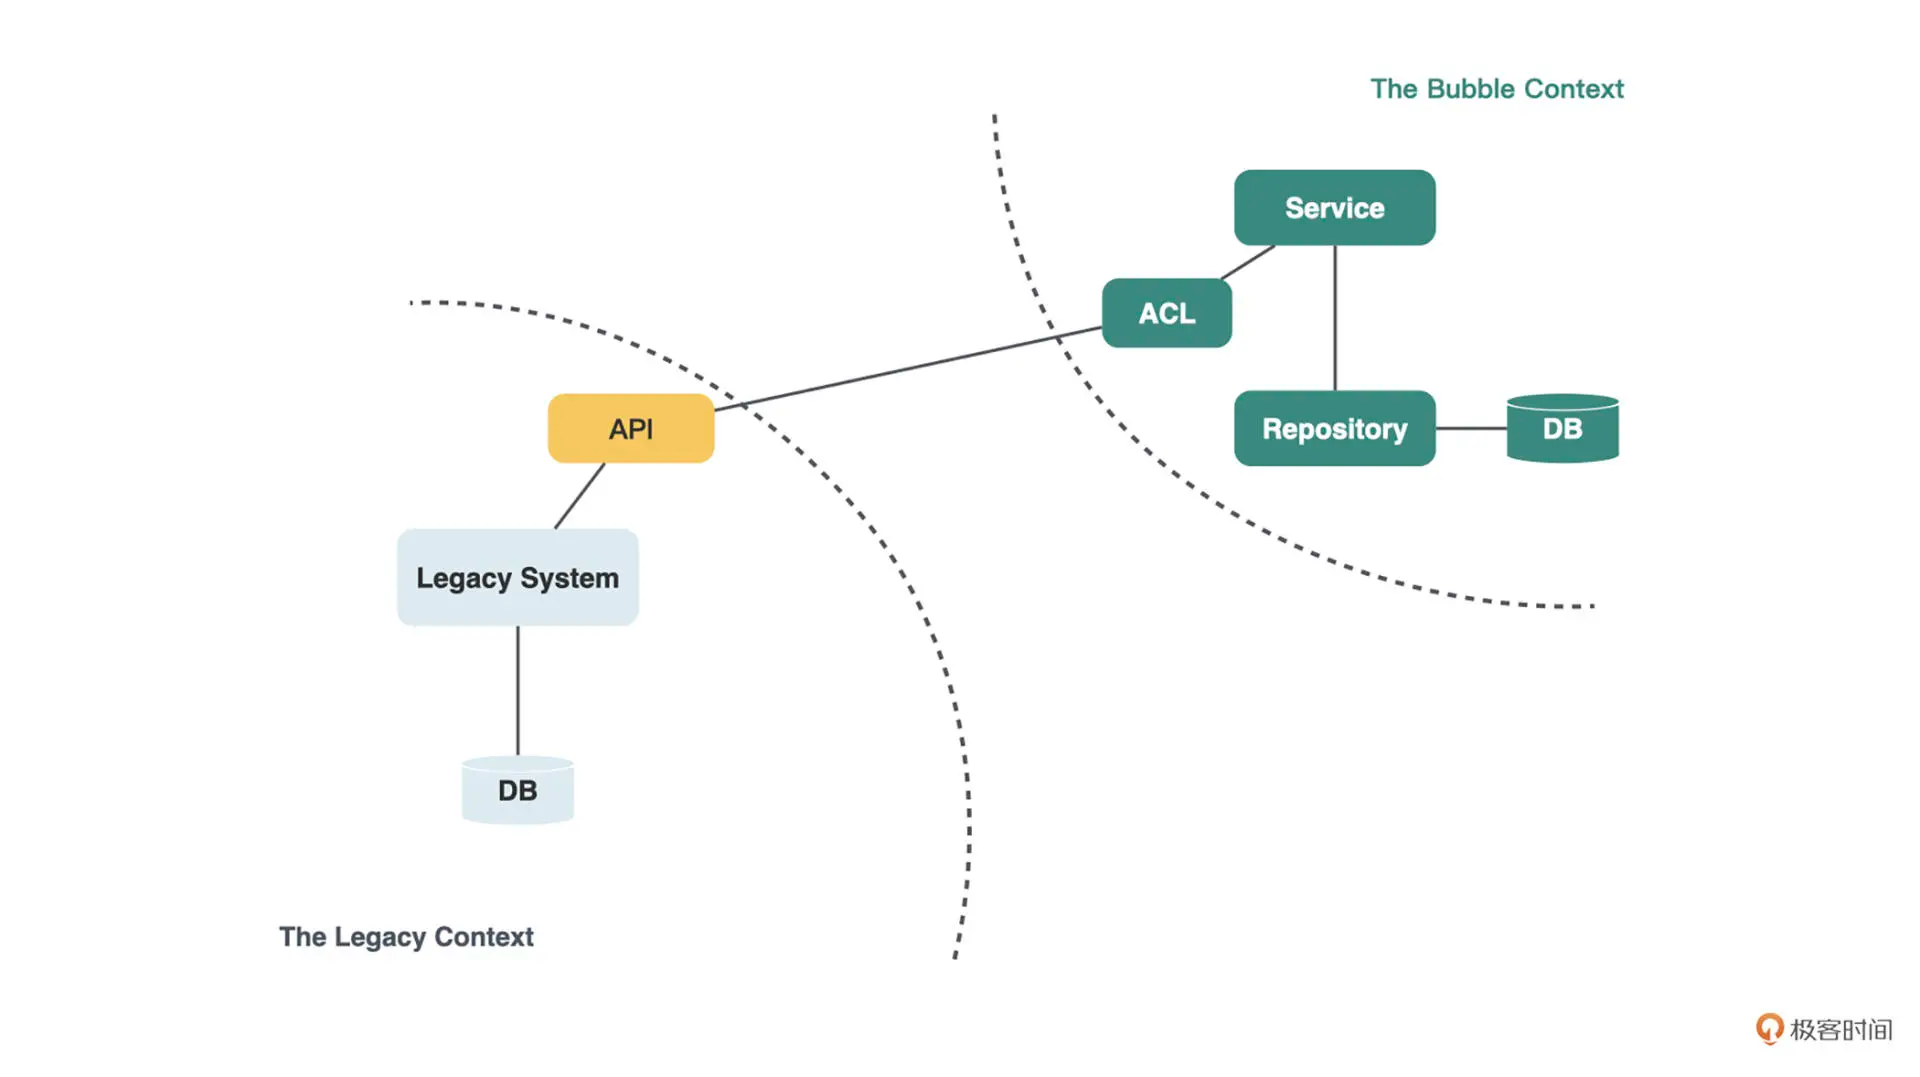 The Bubble Context
Service
ACL
Repository
DB
API
Legacy System
DB
The Legacy Context
极客时间